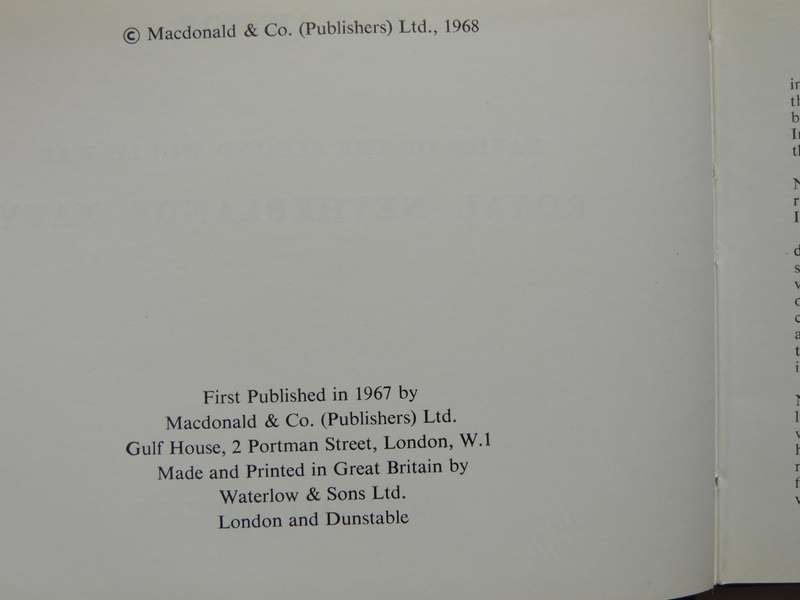 © Macdonald & Co. (Publishers) Ltd., 1968
First Published in 1967 by
Macdonald & Co. (Publishers) Ltd.
Gulf House, 2 Portman Street, London, W.1
Made and Printed in Great Britain by
Waterlow & Sons Ltd.
London and Dunstable